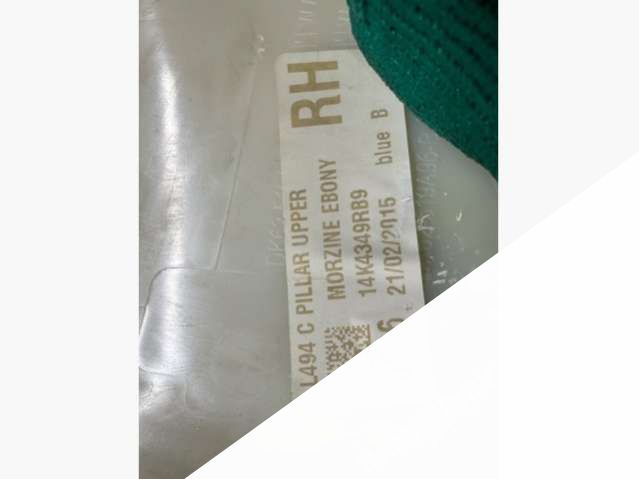 RH
L494 C PILLAR UPPER
MORZINE EBONY
14K4349RB9
21/02/2015 blue B